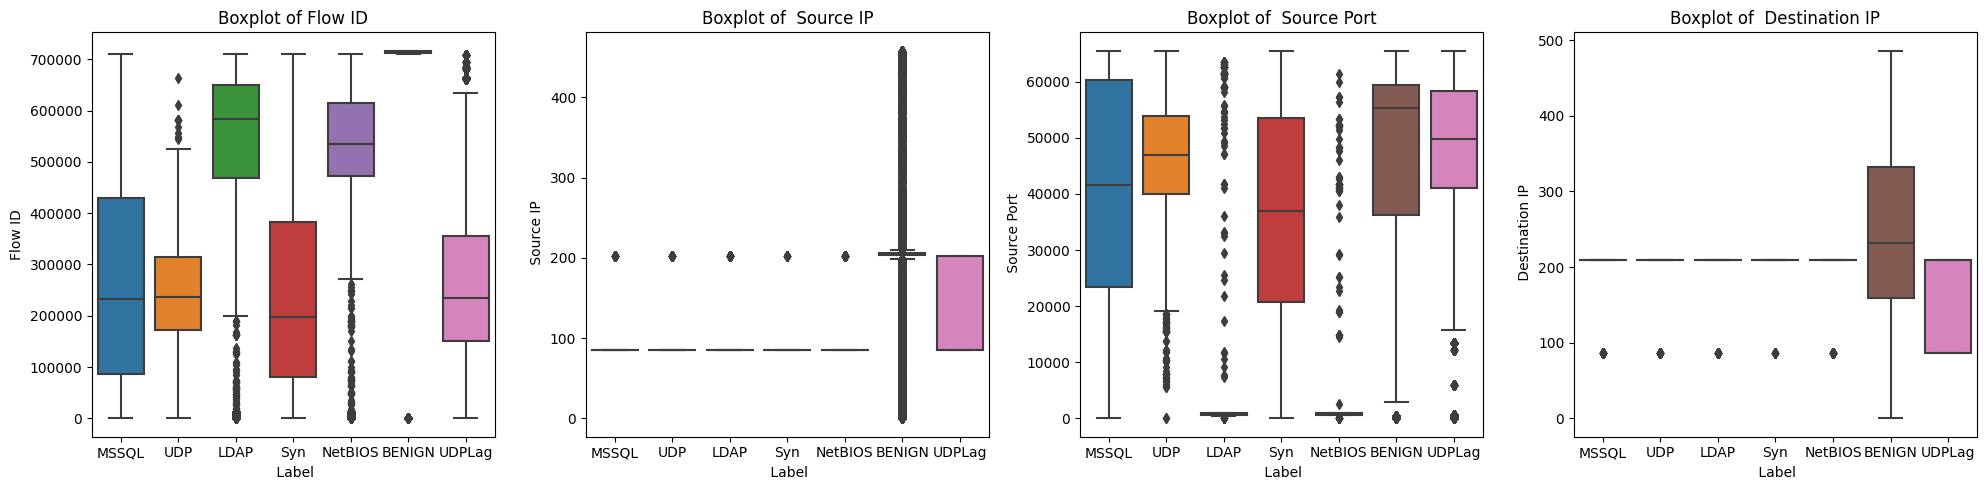 Boxplot of Flow ID
Flow ID
700000
600000
500000
400000
300000
200000
100000
0
MSSQL UDP LDAP Syn NetBIOS BENIGN UDPLag
Label
Boxplot of  Source IP
Source IP
400
300
200
100
0
MSSQL UDP LDAP Syn NetBIOS BENIGN UDPLag
Label
Boxplot of  Source Port
Source Port
60000
50000
40000
30000
20000
10000
0
MSSQL UDP LDAP Syn NetBIOS BENIGN UDPLag
Label
Boxplot of  Destination IP
Destination IP
500
400
300
200
100
0
MSSQL UDP LDAP Syn NetBIOS BENIGN UDPLag
Label